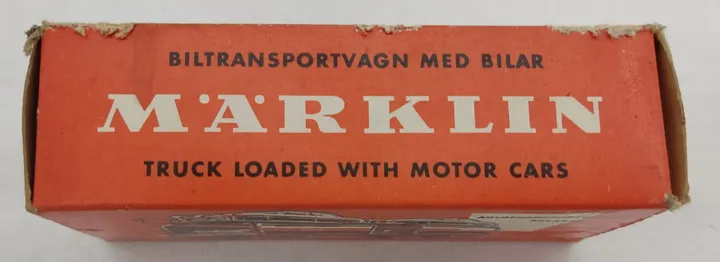 BILTRANSPORTVAGN MED BILAR
MÄRKLIN
TRUCK LOADED WITH MOTOR CARS